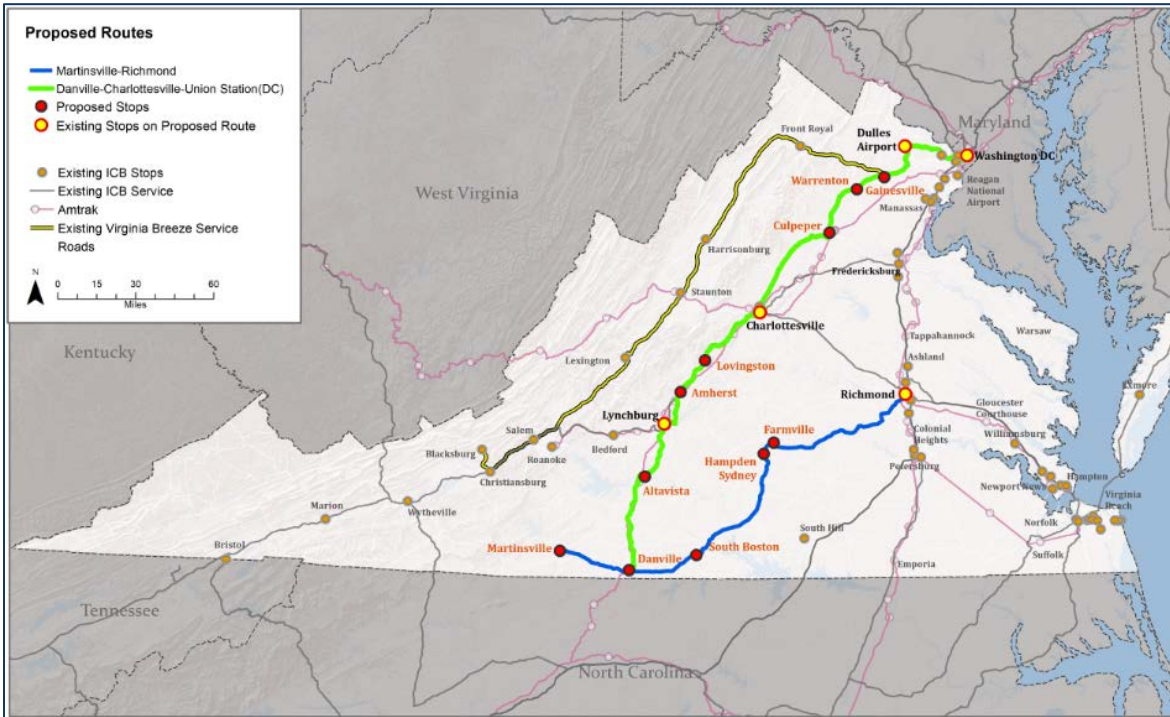 Proposed Routes
Martinsville-Richmond
Danville-Charlottesville-Union Station(DC)
Proposed Stops
Existing Stops on Proposed Route
Existing ICB Stops
Existing ICB Service
Amtrak
Existing Virginia Breeze Service
Roads
N
0 15 30 60
Miles
Maryland
Front Royal
Dulles
Airport
Washington DC
West Virginia
Warrenton
Gainesville
Reagan
National
Airport
Manassas
Culpeper
Harrisonburg
Fredericksburg
Staunton
Charlottesville
Kentucky
Tappahannock
Warsaw
Lexington
Lovingston
Ashland
Exmore
Amherst
Richmond
Gloucester
Courthouse
Lynchburg
Farmville
Williamsburg
Salem
Colonial
Heights
Blacksburg
Roanoke
Bedford
Hampden
Sydney
Petersburg
Hampton
Christiansburg
Altavista
Newport News
Virginia
Beach
Marion
Wytheville
South Hill
Norfolk
Bristol
Martinsville
South Boston
Suffolk
Danville
Emporia
Tennessee
North Carolina